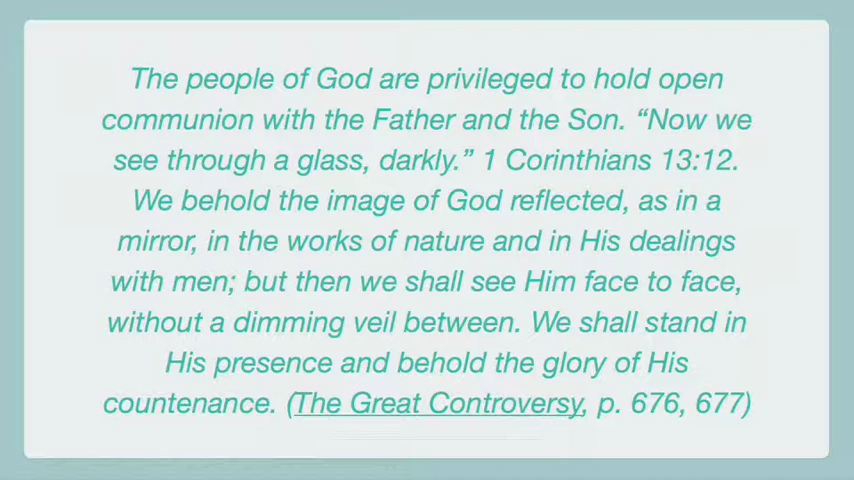 The people of God are privileged to hold open
communion with the Father and the Son. “Now we
see through a glass, darkly.” 1 Corinthians 13:12.
We behold the image of God reflected, as in a
mirror, in the works of nature and in His dealings
with men; but then we shall see Him face to face,
without a dimming veil between. We shall stand in
His presence and behold the glory of His
countenance. (The Great Controversy, p. 676, 677)